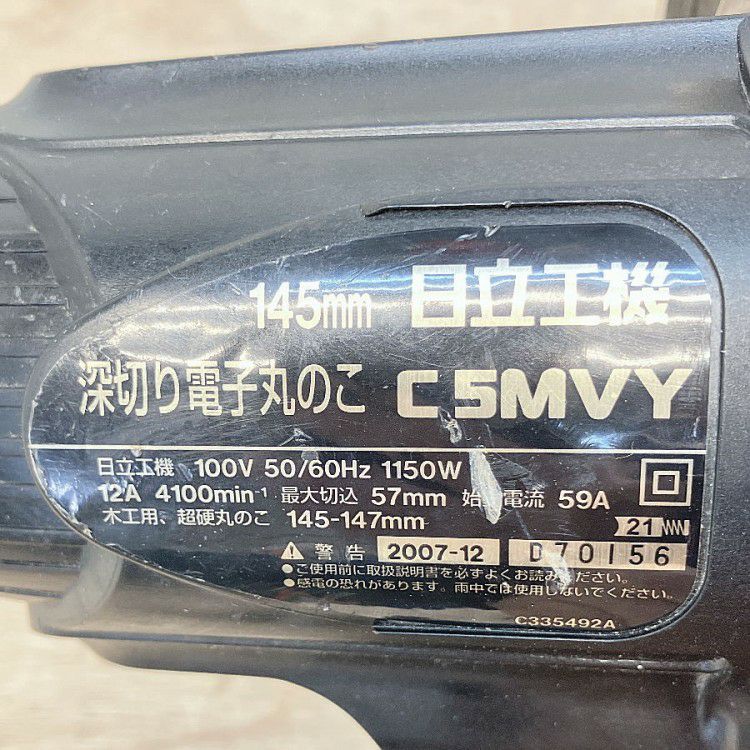 145mm 日立工機
深切り電子丸のこ C5MVY
日立工機 100V 50/60Hz 1150W
12A 4100min⁻¹ 最大切込 57mm 始 電流 59A
木工用、超硬丸のこ 145-147mm
21
警告 2007-12 D70156
●ご使用前に取扱説明書を必ずよくお読みください。
●感電の恐れがあります。雨中では使用しないでください。
C335492A